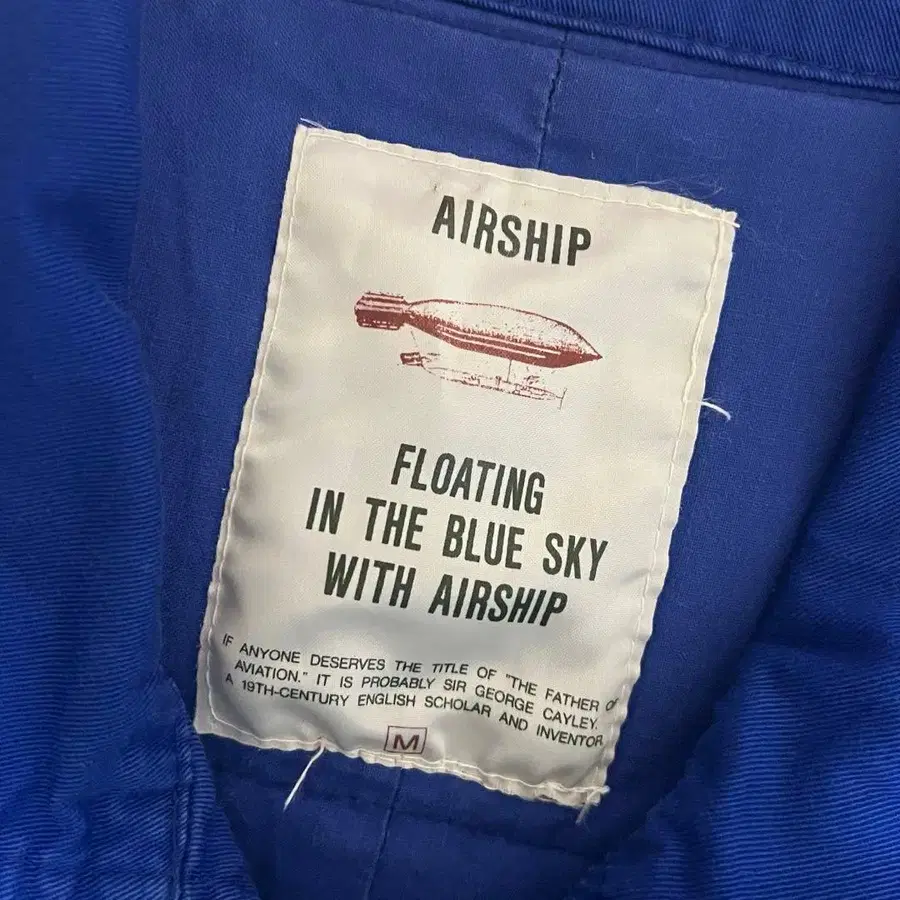 AIRSHIP
FLOATING
IN THE BLUE SKY
WITH AIRSHIP
IF ANYONE DESERVES THE TITLE OF "THE FATHER OF
AVIATION." IT IS PROBABLY SIR GEORGE CAYLEY.
A 19TH-CENTURY ENGLISH SCHOLAR AND INVENTOR.
M